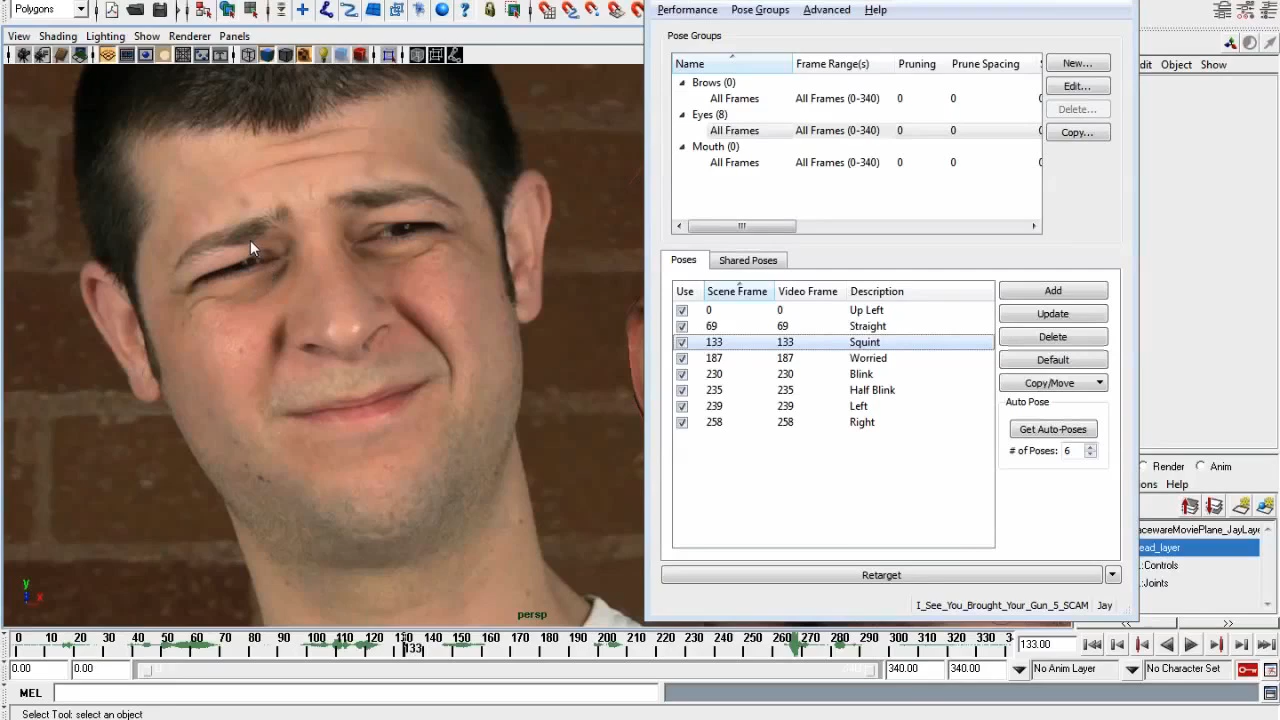 Polygons
Performance Pose Groups Advanced Help
View Shading Lighting Show Renderer Panels
Pose Groups
Name Frame Range(s) Pruning Prune Spacing
New...
Brows (0)
All Frames All Frames (0-340) 0 0
Edit...
Eyes (8)
Delete...
All Frames All Frames (0-340) 0 0
Copy...
Mouth (0)
All Frames All Frames (0-340) 0 0
dit Object Show
Poses Shared Poses
Use Scene Frame Video Frame Description
0 0 Up Left
69 69 Straight
133 133 Squint
187 187 Worried
230 230 Blink
235 235 Half Blink
239 239 Left
258 258 Right
Add
Update
Delete
Default
Copy/Move
Auto Pose
Get Auto-Poses
# of Poses: 6
Render Anim
ions Help
acewareMoviePlane_JayLaye
ead_layer
:Controls
:Joints
Retarget
I_See_You_Brought_Your_Gun_5_SCAM Jay
y
x
persp
0 10 20 30 40 50 60 70 80 90 100 110 120 130 140 150 160 170 180 190 200 210 220 230 240 250 260 270 280 290 300 310 320 330 3
133
133.00
0.00 0.00 340.00 340.00 No Anim Layer No Character Set
MEL
Select Tool: select an object